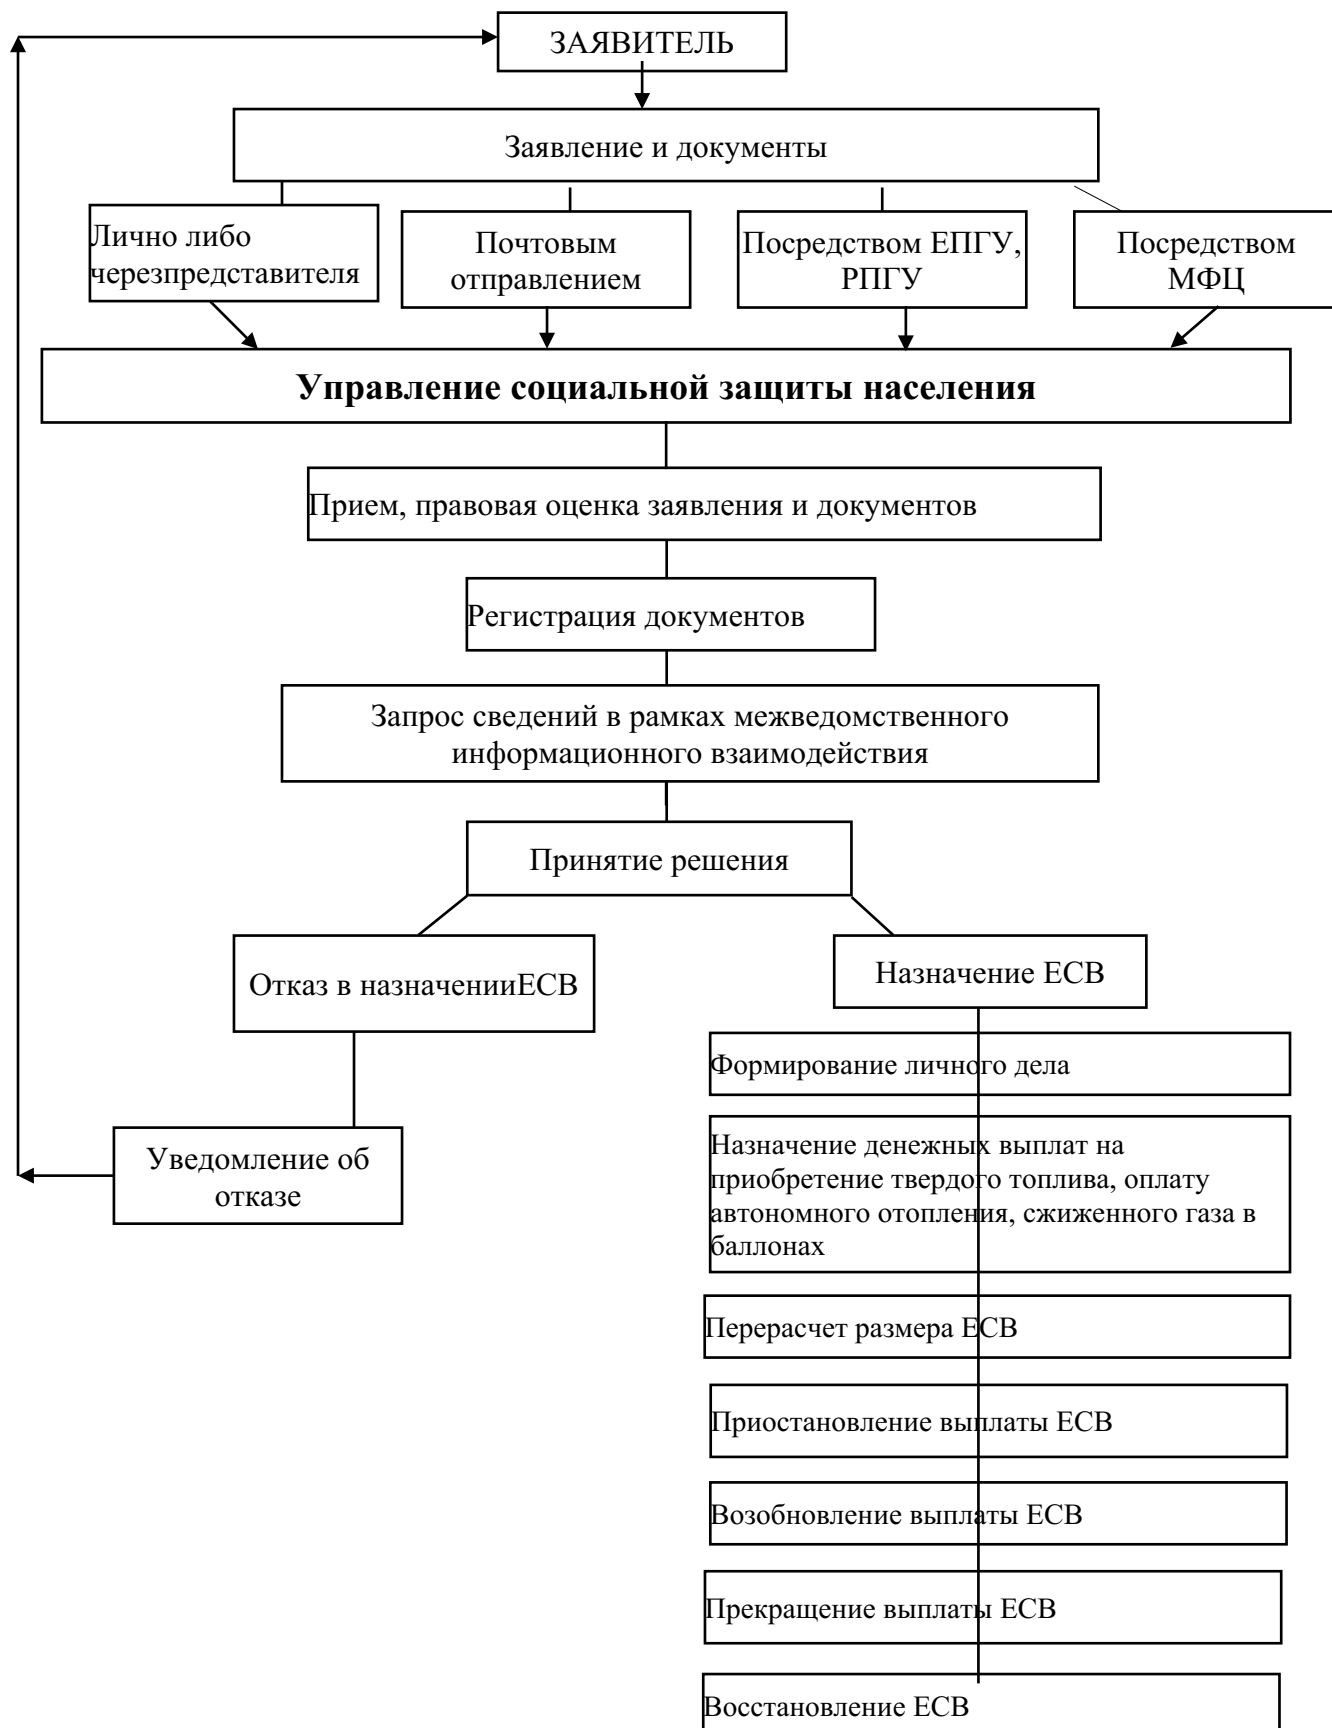 ЗАЯВИТЕЛЬ
Заявление и документы
Лично либо
черезпредставителя
Почтовым
отправлением
Посредством ЕПГУ,
РПГУ
Посредством
МФЦ
Управление социальной защиты населения
Прием, правовая оценка заявления и документов
Регистрация документов
Запрос сведений в рамках межведомственного
информационного взаимодействия
Принятие решения
Отказ в назначенииЕСВ
Назначение ЕСВ
Формирование личного дела
Назначение денежных выплат на
приобретение твердого топлива, оплату
автономного отопления, сжиженного газа в
баллонах
Уведомление об
отказе
Перерасчет размера ЕСВ
Приостановление выплаты ЕСВ
Возобновление выплаты ЕСВ
Прекращение выплаты ЕСВ
Восстановление ЕСВ